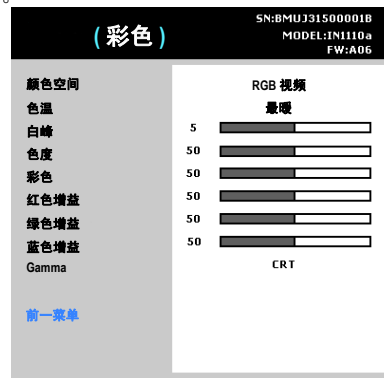 SN:BMUJ31500001B
(彩色)
MODEL:IN1110a
FW:A06
颜色空间 RGB 视频
色温 最暖
白峰 5
色度 50
彩色 50
红色增益 50
绿色增益 50
蓝色增益 50
Gamma CRT
前一菜单